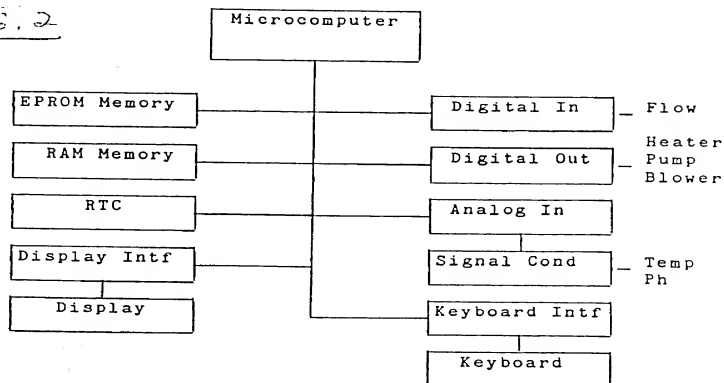 G. 2
Microcomputer
EPROM Memory
Digital In
Flow
RAM Memory
Digital Out
Heater
Pump
Blower
RTC
Analog In
Display Intf
Signal Cond
Temp
Ph
Display
Keyboard Intf
Keyboard